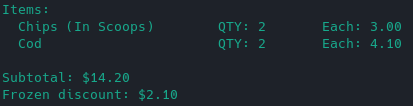 Items:
  Chips (In Scoops)        QTY: 2       Each: 3.00
  Cod                      QTY: 2       Each: 4.10

Subtotal: $14.20
Frozen discount: $2.10